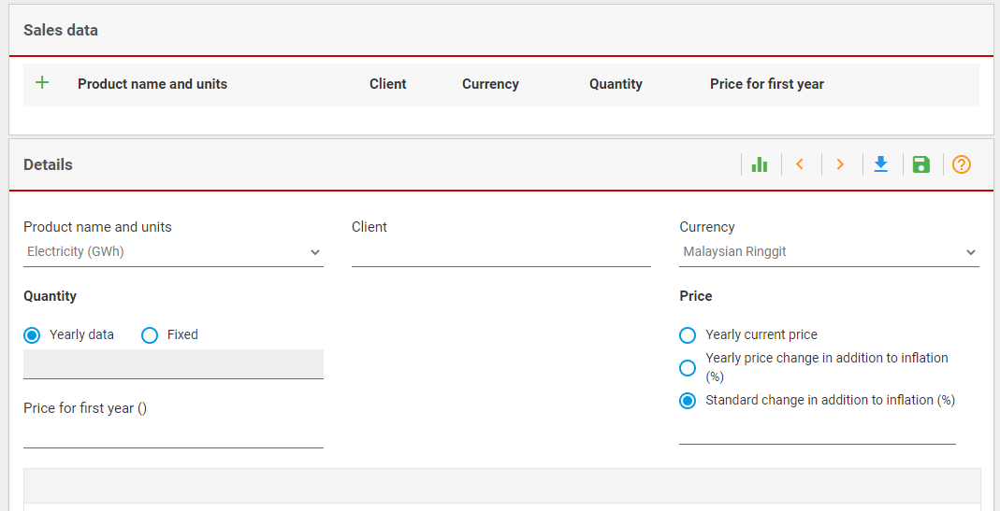 Sales data
Product name and units Client Currency Quantity Price for first year
Details
Product name and units Client Currency
Electricity (GWh) Malaysian Ringgit
Quantity Price
Yearly data Fixed Yearly current price
Yearly price change in addition to inflation
(%)
Price for first year () Standard change in addition to inflation (%)